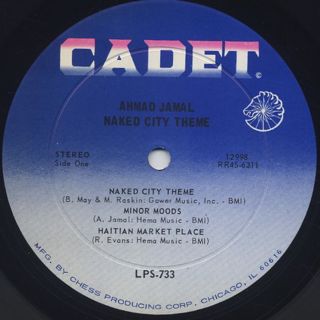 CADET
©
AHMAD JAMAL
NAKED CITY THEME
STEREO
Side One
12998
RR4S-6311
NAKED CITY THEME
(B. May & M. Raskin: Gower Music, Inc. - BMI)
MINOR MOODS
(A. Jamal: Hema Music - BMI)
HAITIAN MARKET PLACE
(R. Evans: Hema Music - BMI)
LPS-733
MFG. BY CHESS PRODUCING CORP. CHICAGO, IL 60616